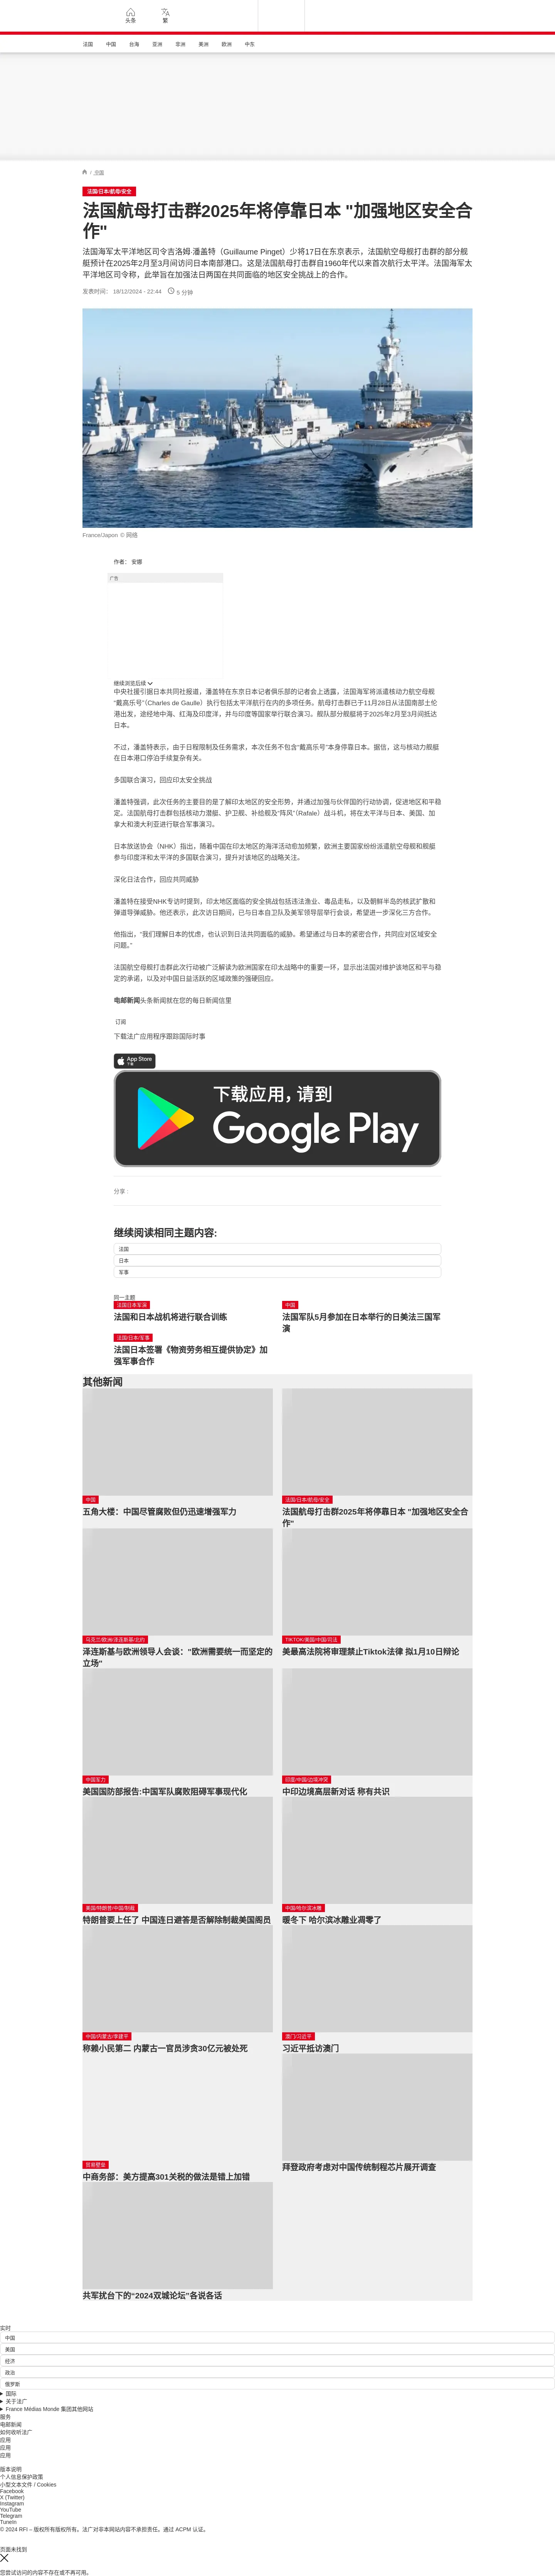 头条
繁
法国
中国
台海
亚洲
非洲
美洲
欧洲
中东
/ 中国
法国/日本/航母/安全
法国航母打击群2025年将停靠日本 "加强地区安全合
作"
法国海军太平洋地区司令吉洛姆·潘盖特（Guillaume Pinget）少将17日在东京表示，法国航空母舰打击群的部分舰
艇预计在2025年2月至3月间访问日本南部港口。这是法国航母打击群自1960年代以来首次航行太平洋。法国海军太
平洋地区司令称，此举旨在加强法日两国在共同面临的地区安全挑战上的合作。
发表时间： 18/12/2024 - 22:44 5 分钟
France/Japon © 网络
作者： 安娜
广告
继续浏览后续
中央社援引据日本共同社报道，潘盖特在东京日本记者俱乐部的记者会上透露，法国海军将派遣核动力航空母舰
“戴高乐号”（Charles de Gaulle）执行包括太平洋航行在内的多项任务。航母打击群已于11月28日从法国南部土伦
港出发，途经地中海、红海及印度洋，并与印度等国家举行联合演习。舰队部分舰艇将于2025年2月至3月间抵达
日本。
不过，潘盖特表示，由于日程限制及任务需求，本次任务不包含“戴高乐号”本身停靠日本。据信，这与核动力舰艇
在日本港口停泊手续复杂有关。
多国联合演习，回应印太安全挑战
潘盖特强调，此次任务的主要目的是了解印太地区的安全形势，并通过加强与伙伴国的行动协调，促进地区和平稳
定。法国航母打击群包括核动力潜艇、护卫舰、补给舰及“阵风”（Rafale）战斗机，将在太平洋与日本、美国、加
拿大和澳大利亚进行联合军事演习。
日本放送协会（NHK）指出，随着中国在印太地区的海洋活动愈加频繁，欧洲主要国家纷纷派遣航空母舰和舰艇
参与印度洋和太平洋的多国联合演习，提升对该地区的战略关注。
深化日法合作，回应共同威胁
潘盖特在接受NHK专访时提到，印太地区面临的安全挑战包括违法渔业、毒品走私，以及朝鲜半岛的核武扩散和
弹道导弹威胁。他还表示，此次访日期间，已与日本自卫队及美军领导层举行会谈，希望进一步深化三方合作。
他指出，“我们理解日本的忧虑，也认识到日法共同面临的威胁。希望通过与日本的紧密合作，共同应对区域安全
问题。”
法国航空母舰打击群此次行动被广泛解读为欧洲国家在印太战略中的重要一环，显示出法国对维护该地区和平与稳
定的承诺，以及对中国日益活跃的区域政策的强硬回应。
电邮新闻头条新闻就在您的每日新闻信里
订阅
下载法广应用程序跟踪国际时事
App Store
下载
下载应用，请到
Google Play
分享 :
继续阅读相同主题内容:
法国
日本
军事
同一主题
法国日本军演
法国和日本战机将进行联合训练
中国
法国军队5月参加在日本举行的日美法三国军
演
法国/日本/军事
法国日本签署《物资劳务相互提供协定》加
强军事合作
其他新闻
中国
五角大楼：中国尽管腐败但仍迅速增强军力
法国/日本/航母/安全
法国航母打击群2025年将停靠日本 "加强地区安全合
作"
乌克兰/欧洲/泽连斯基/北约
泽连斯基与欧洲领导人会谈："欧洲需要统一而坚定的
立场"
TIKTOK/美国/中国/司法
美最高法院将审理禁止Tiktok法律 拟1月10日辩论
中国军力
美国国防部报告:中国军队腐败阻碍军事现代化
印度/中国/边境冲突
中印边境高层新对话 称有共识
美国/特朗普/中国/制裁
特朗普要上任了 中国连日避答是否解除制裁美国阁员
中国/哈尔滨冰雕
暖冬下 哈尔滨冰雕业凋零了
中国/内蒙古/李建平
称赖小民第二 内蒙古一官员涉贪30亿元被处死
澳门/习近平
习近平抵访澳门
贸易壁垒
中商务部：美方提高301关税的做法是错上加错
拜登政府考虑对中国传统制程芯片展开调查
共军扰台下的“2024双城论坛”各说各话
实时
中国
美国
经济
政治
俄罗斯
国际
关于法广
France Médias Monde 集团其他网站
服务
电邮新闻
如何收听法广
应用
应用
应用
版本说明
个人信息保护政策
小型文本文件 / Cookies
Facebook
X (Twitter)
Instagram
YouTube
Telegram
TuneIn
© 2024 RFI – 版权所有版权所有。法广对非本网站内容不承担责任。通过 ACPM 认证。
页面未找到
您尝试访问的内容不存在或不再可用。